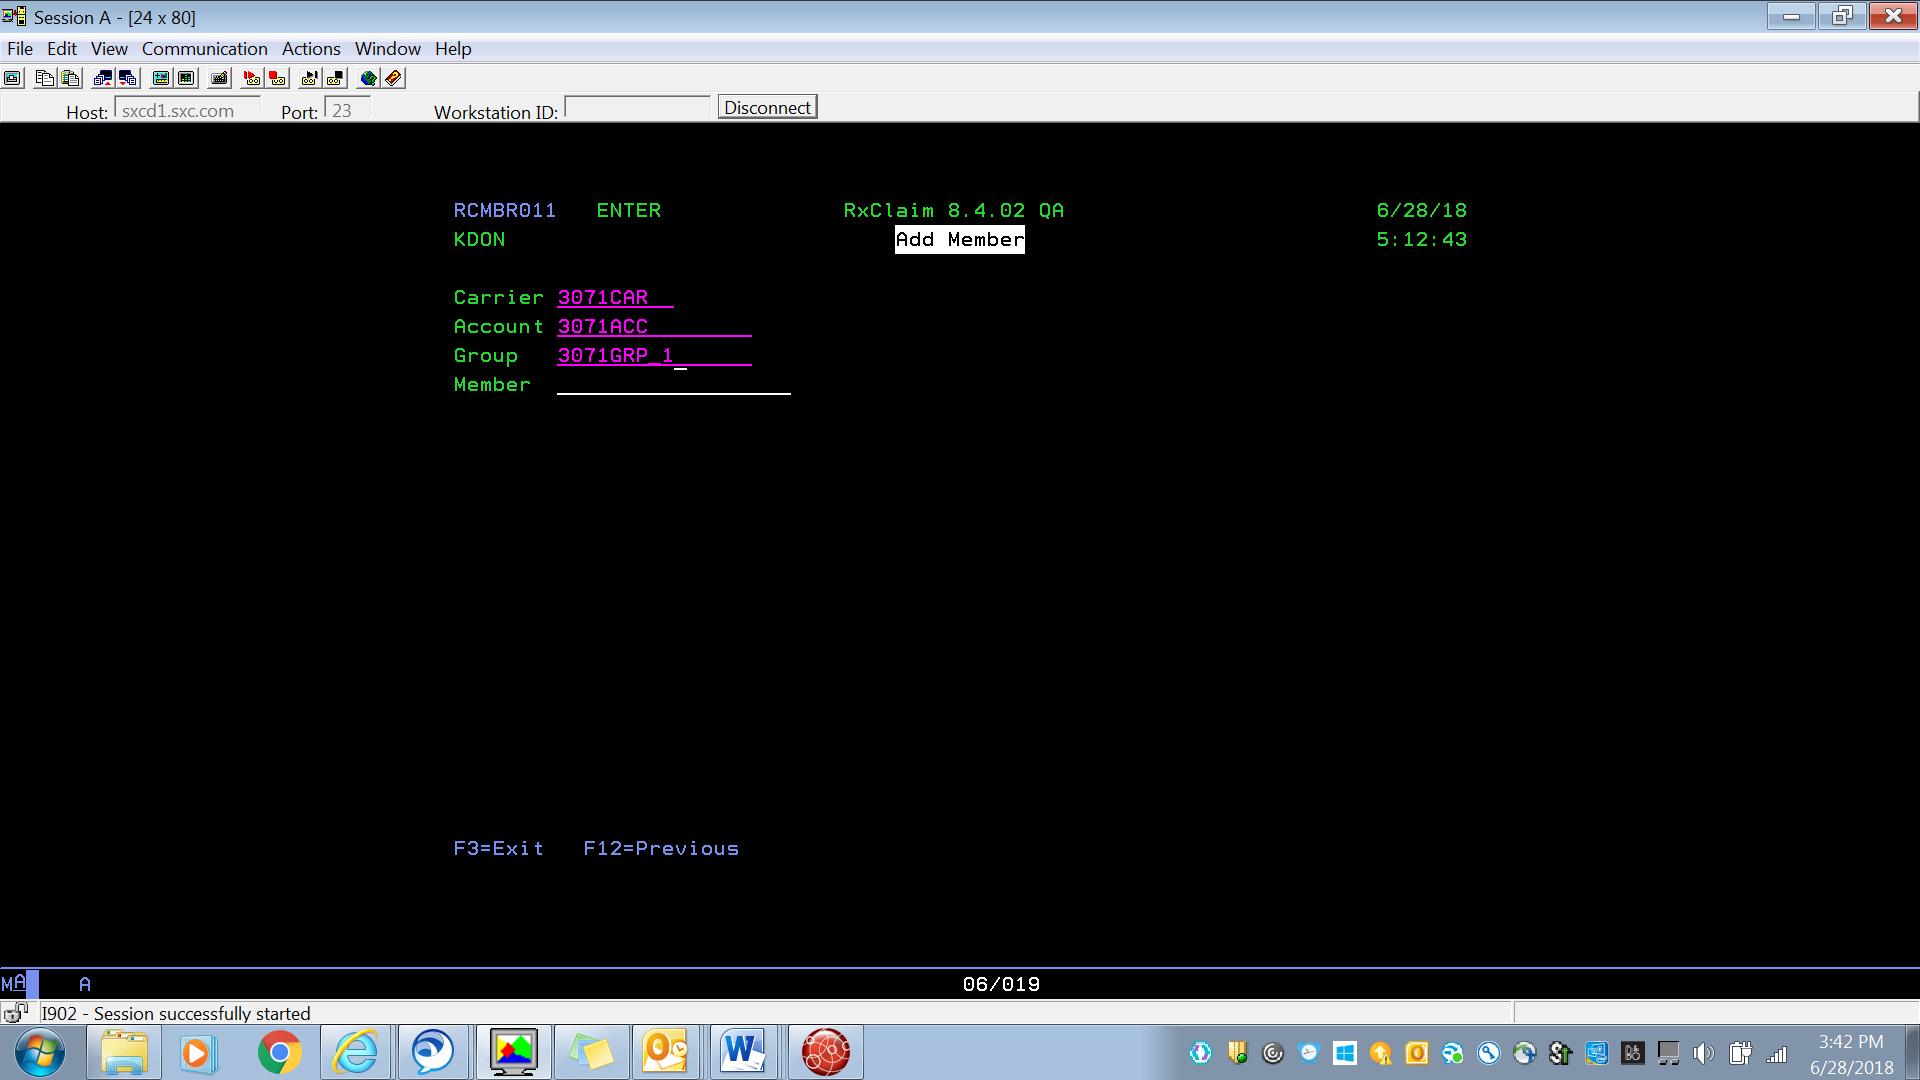 Session A - [24 x 80]
File Edit View Communication Actions Window Help
Host: sxcd1.sxc.com Port: 23 Workstation ID: Disconnect
RCMBR011 ENTER RxClaim 8.4.02 QA 6/28/18
KDON Add Member 5:12:43
Carrier 3071CAR
Account 3071ACC
Group 3071GRP_1
Member
F3=Exit F12=Previous
MA A 06/019
I902 - Session successfully started
3:42 PM
6/28/2018